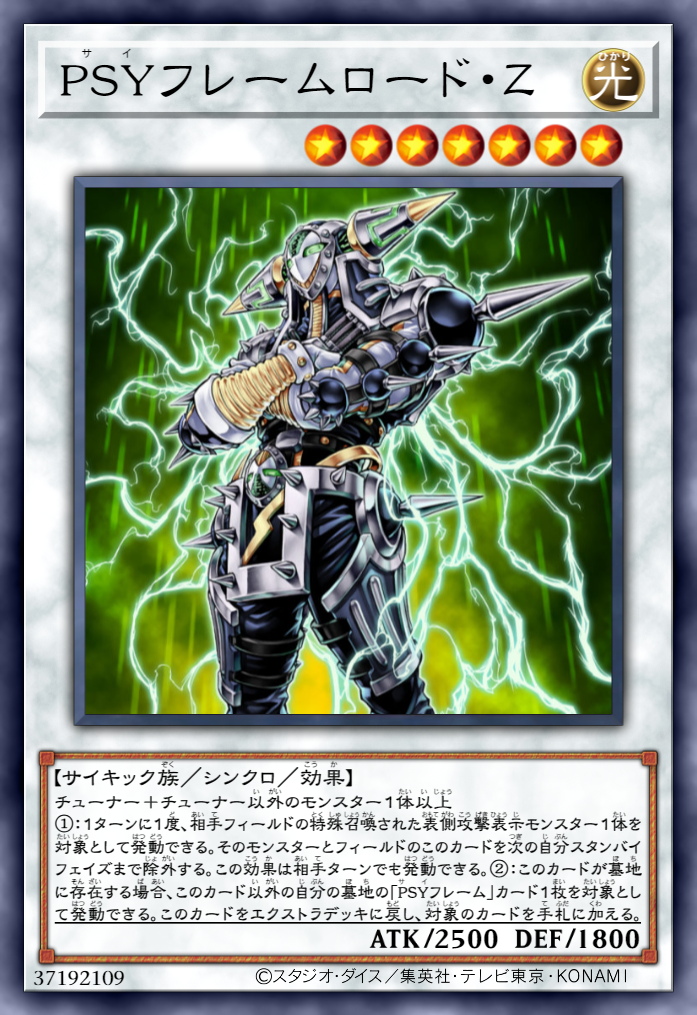 PSYフレームロード・Z
光
【サイキック族／シンクロ／効果】
チューナー＋チューナー以外のモンスター1体以上
①：1ターンに1度、相手フィールドの特殊召喚された表側攻撃表示モンスター1体を
対象として発動できる。そのモンスターとフィールドのこのカードを次の自分スタンバイ
フェイズまで除外する。この効果は相手ターンでも発動できる。②：このカードが墓地
に存在する場合、このカード以外の自分の墓地の「PSYフレーム」カード1枚を対象とし
て発動できる。このカードをエクストラデッキに戻し、対象のカードを手札に加える。
ATK/2500 DEF/1800
37192109 ©スタジオ・ダイス／集英社・テレビ東京・KONAMI